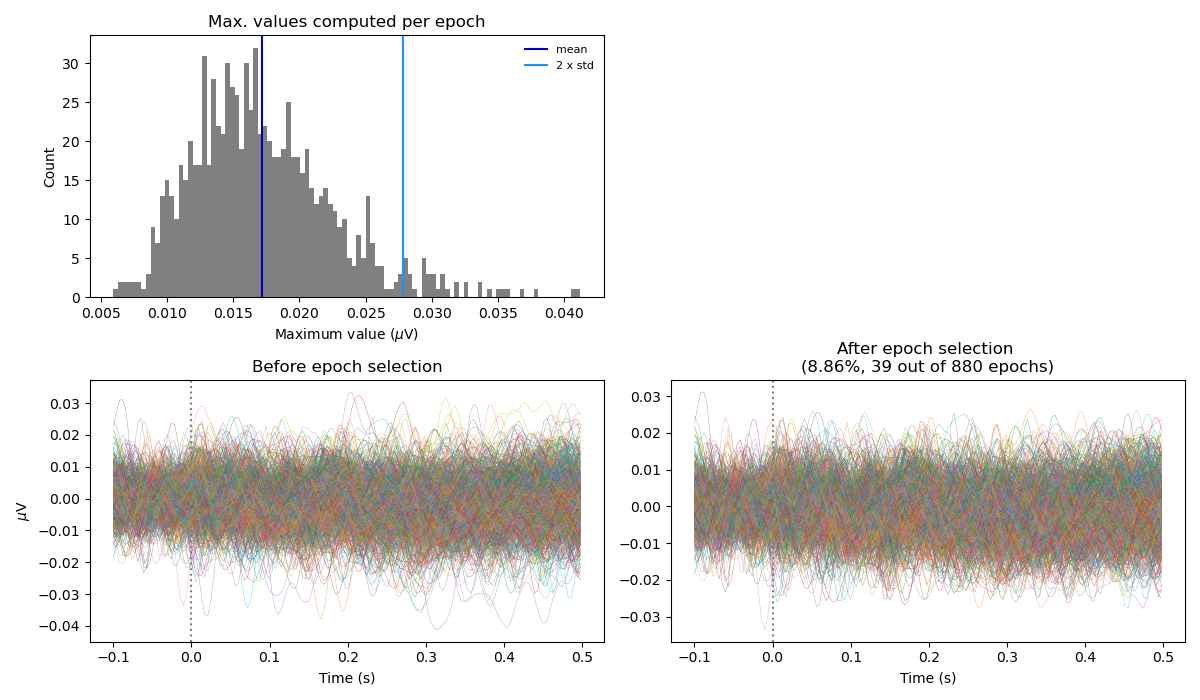 Max. values computed per epoch
mean
2 x std
Count
30
25
20
15
10
5
0
0.005 0.010 0.015 0.020 0.025 0.030 0.035 0.040
Maximum value (μV)
Before epoch selection
μV
0.03
0.02
0.01
0.00
−0.01
−0.02
−0.03
−0.04
−0.1 0.0 0.1 0.2 0.3 0.4 0.5
Time (s)
After epoch selection
(8.86%, 39 out of 880 epochs)
0.03
0.02
0.01
0.00
−0.01
−0.02
−0.03
−0.1 0.0 0.1 0.2 0.3 0.4 0.5
Time (s)